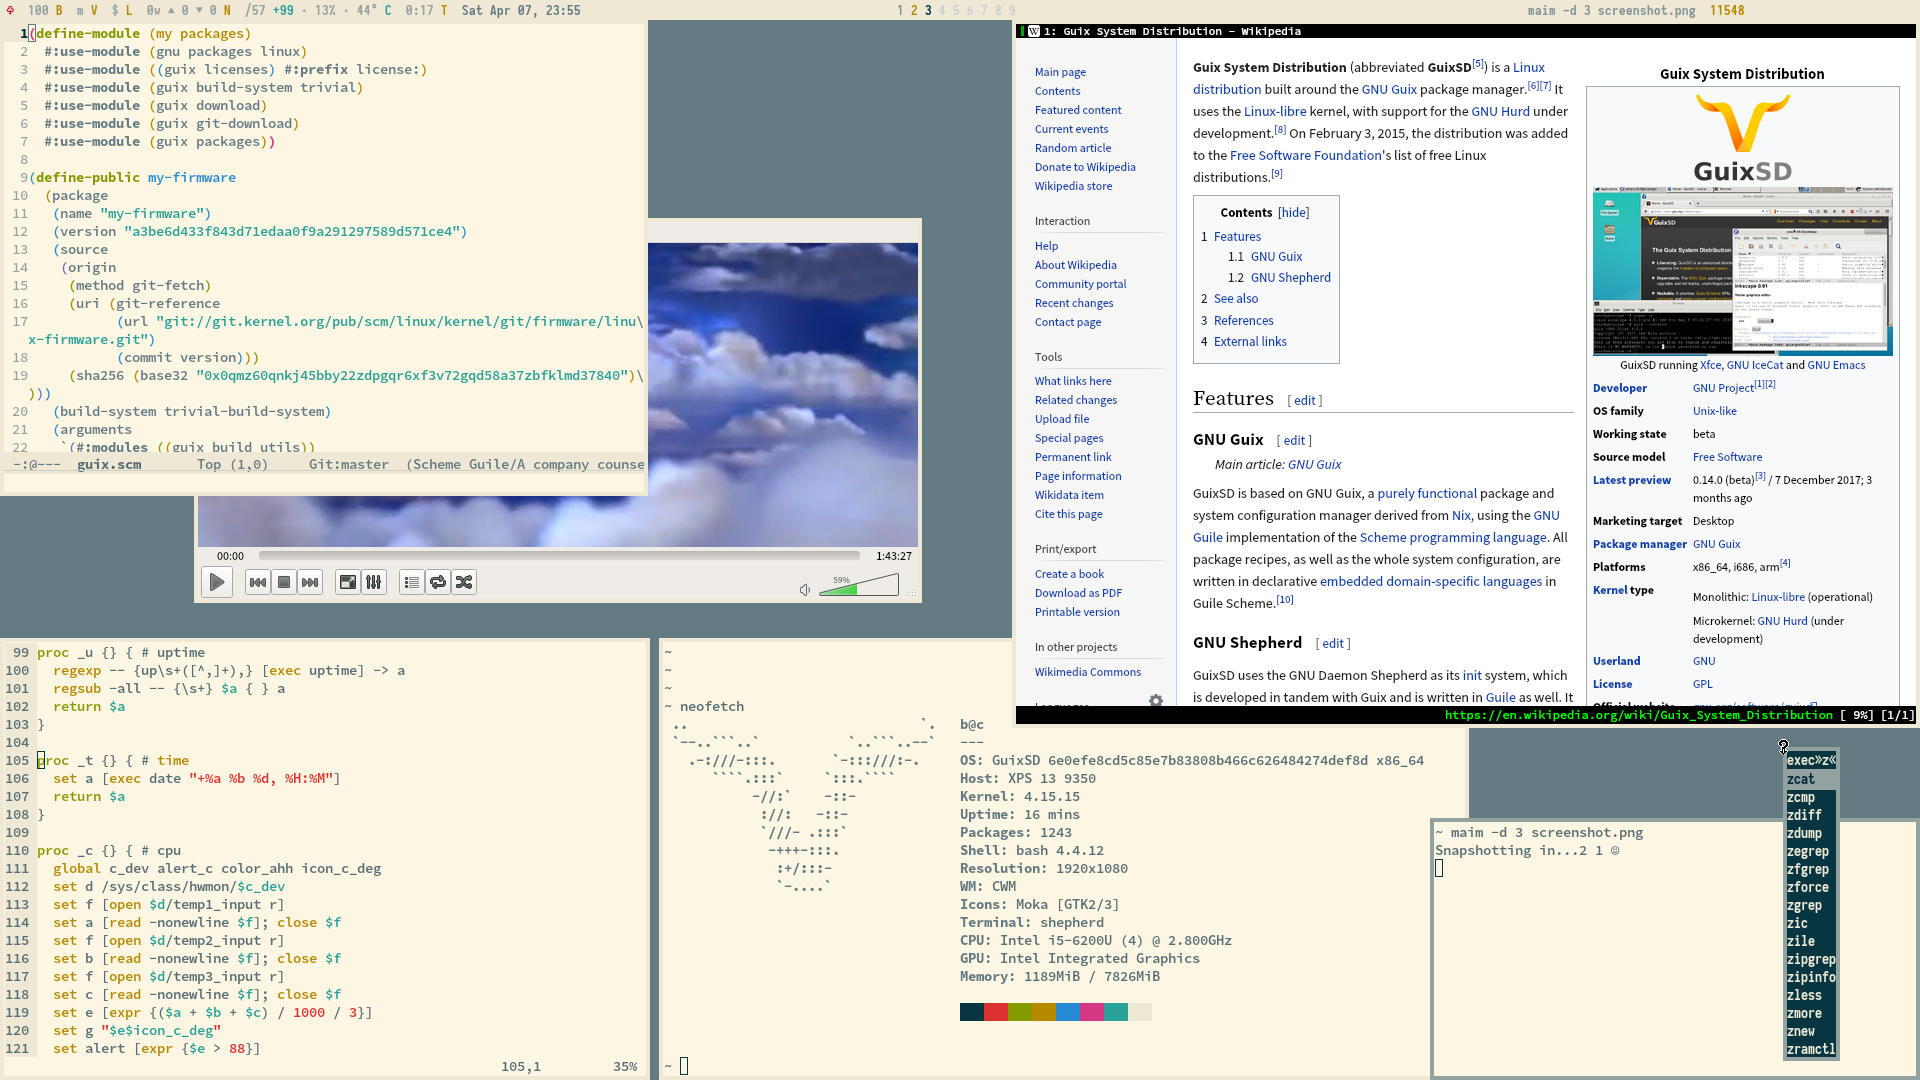 100 B m V $ L 0w ▲ 0 ▼ 0 N /57 +99 · 13% · 44° C 0:17 T Sat Apr 07, 23:55
1 2 3 4 5 6 7 8 9
maim -d 3 screenshot.png 11548
1(define-module (my packages)
2 #:use-module (gnu packages linux)
3 #:use-module ((guix licenses) #:prefix license:)
4 #:use-module (guix build-system trivial)
5 #:use-module (guix download)
6 #:use-module (guix git-download)
7 #:use-module (guix packages))
8
9(define-public my-firmware
10 (package
11 (name "my-firmware")
12 (version "a3be6d433f843d71edaa0f9a291297589d571ce4")
13 (source
14 (origin
15 (method git-fetch)
16 (uri (git-reference
17 (url "git://git.kernel.org/pub/scm/linux/kernel/git/firmware/linu\
x-firmware.git")
18 (commit version)))
19 (sha256 (base32 "0x0qmz60qnkj45bby22zdpgqr6xf3v72gqd58a37zbfklmd37840")\
)))
20 (build-system trivial-build-system)
21 (arguments
22 `(#:modules ((guix build utils))
-:@--- guix.scm Top (1,0) Git:master (Scheme Guile/A company counse
00:00 1:43:27
59%
1: Guix System Distribution - Wikipedia
Main page
Contents
Featured content
Current events
Random article
Donate to Wikipedia
Wikipedia store
Interaction
Help
About Wikipedia
Community portal
Recent changes
Contact page
Tools
What links here
Related changes
Upload file
Special pages
Permanent link
Page information
Wikidata item
Cite this page
Print/export
Create a book
Download as PDF
Printable version
In other projects
Wikimedia Commons
Guix System Distribution (abbreviated GuixSD[5]) is a Linux
distribution built around the GNU Guix package manager.[6][7] It
uses the Linux-libre kernel, with support for the GNU Hurd under
development.[8] On February 3, 2015, the distribution was added
to the Free Software Foundation's list of free Linux
distributions.[9]
Contents [hide]
1 Features
1.1 GNU Guix
1.2 GNU Shepherd
2 See also
3 References
4 External links
Features [ edit ]
GNU Guix [ edit ]
Main article: GNU Guix
GuixSD is based on GNU Guix, a purely functional package and
system configuration manager derived from Nix, using the GNU
Guile implementation of the Scheme programming language. All
package recipes, as well as the whole system configuration, are
written in declarative embedded domain-specific languages in
Guile Scheme.[10]
GNU Shepherd [ edit ]
GuixSD uses the GNU Daemon Shepherd as its init system, which
is developed in tandem with Guix and is written in Guile as well. It
Guix System Distribution
GuixSD
GuixSD running Xfce, GNU IceCat and GNU Emacs
Developer GNU Project[1][2]
OS family Unix-like
Working state beta
Source model Free Software
Latest preview 0.14.0 (beta)[3] / 7 December 2017; 3
months ago
Marketing target Desktop
Package manager GNU Guix
Platforms x86_64, i686, arm[4]
Kernel type Monolithic: Linux-libre (operational)
Microkernel: GNU Hurd (under
development)
Userland GNU
License GPL
https://en.wikipedia.org/wiki/Guix_System_Distribution [ 9%] [1/1]
99 proc _u {} { # uptime
100 regexp -- {up\s+([^,]+),} [exec uptime] -> a
101 regsub -all -- {\s+} $a { } a
102 return $a
103 }
104
105 proc _t {} { # time
106 set a [exec date "+%a %b %d, %H:%M"]
107 return $a
108 }
109
110 proc _c {} { # cpu
111 global c_dev alert_c color_ahh icon_c_deg
112 set d /sys/class/hwmon/$c_dev
113 set f [open $d/temp1_input r]
114 set a [read -nonewline $f]; close $f
115 set f [open $d/temp2_input r]
116 set b [read -nonewline $f]; close $f
117 set f [open $d/temp3_input r]
118 set c [read -nonewline $f]; close $f
119 set e [expr {($a + $b + $c) / 1000 / 3}]
120 set g "$e$icon_c_deg"
121 set alert [expr {$e > 88}]
105,1 35%
~
~
~
~ neofetch
b@c
---
OS: GuixSD 6e0efe8cd5c85e7b83808b466c626484274def8d x86_64
Host: XPS 13 9350
Kernel: 4.15.15
Uptime: 16 mins
Packages: 1243
Shell: bash 4.4.12
Resolution: 1920x1080
WM: CWM
Icons: Moka [GTK2/3]
Terminal: shepherd
CPU: Intel i5-6200U (4) @ 2.800GHz
GPU: Intel Integrated Graphics
Memory: 1189MiB / 7826MiB
~
~ maim -d 3 screenshot.png
Snapshotting in...2 1 ☺
exec»z«
zcat
zcmp
zdiff
zdump
zegrep
zfgrep
zforce
zgrep
zic
zile
zipgrep
zipinfo
zless
zmore
znew
zramctl